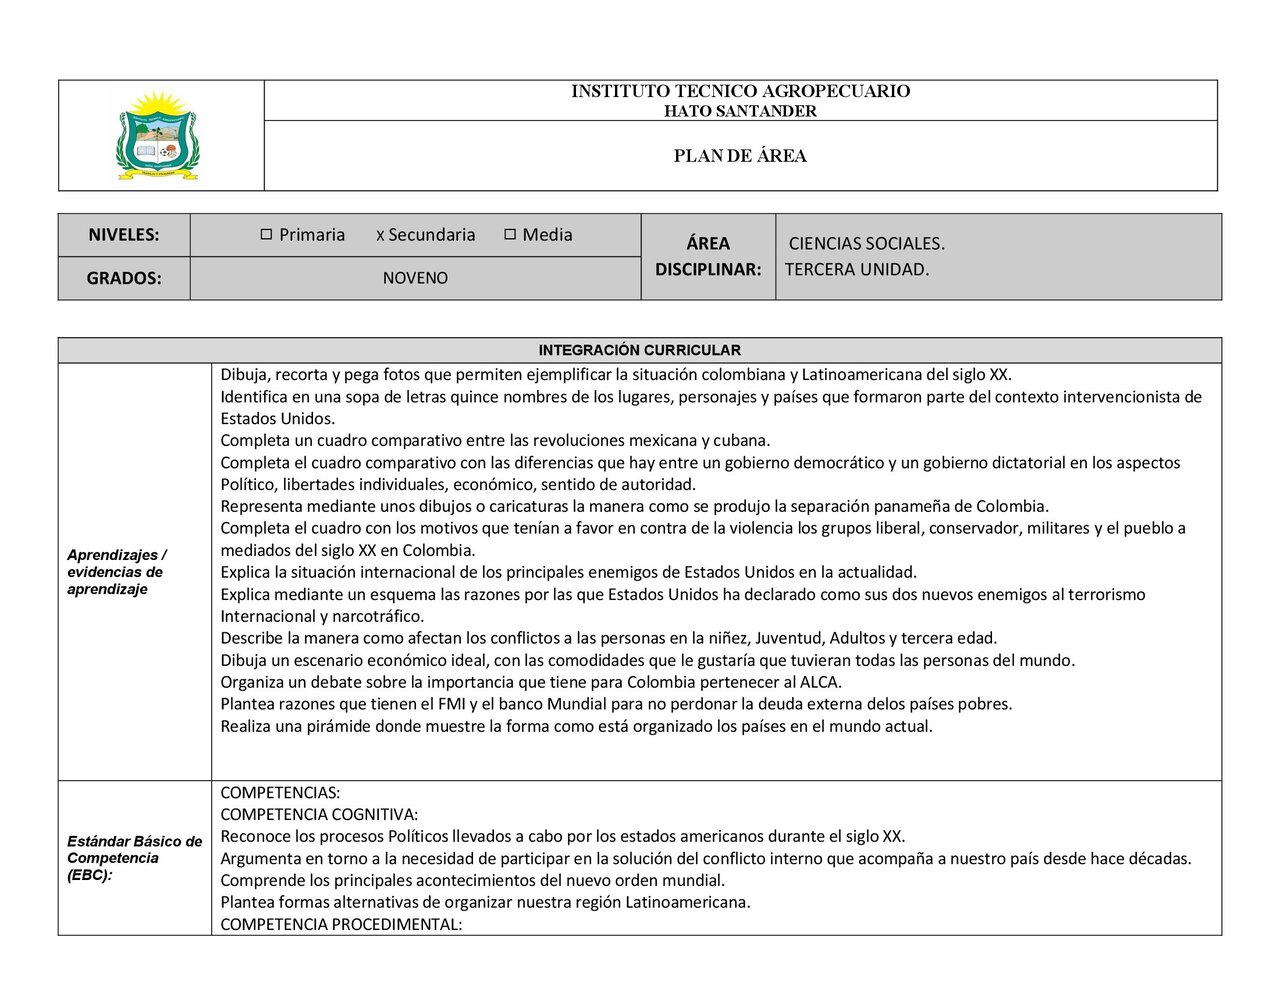 INSTITUTO TECNICO AGROPECUARIO
HATO SANTANDER
PLAN DE ÁREA
NIVELES:
☐ Primaria x Secundaria ☐ Media
GRADOS:
NOVENO
ÁREA
DISCIPLINAR:
CIENCIAS SOCIALES.
TERCERA UNIDAD.
INTEGRACIÓN CURRICULAR
Aprendizajes /
evidencias de
aprendizaje
Dibuja, recorta y pega fotos que permiten ejemplificar la situación colombiana y Latinoamericana del siglo XX.
Identifica en una sopa de letras quince nombres de los lugares, personajes y países que formaron parte del contexto intervencionista de
Estados Unidos.
Completa un cuadro comparativo entre las revoluciones mexicana y cubana.
Completa el cuadro comparativo con las diferencias que hay entre un gobierno democrático y un gobierno dictatorial en los aspectos
Político, libertades individuales, económico, sentido de autoridad.
Representa mediante unos dibujos o caricaturas la manera como se produjo la separación panameña de Colombia.
Completa el cuadro con los motivos que tenían a favor en contra de la violencia los grupos liberal, conservador, militares y el pueblo a
mediados del siglo XX en Colombia.
Explica la situación internacional de los principales enemigos de Estados Unidos en la actualidad.
Explica mediante un esquema las razones por las que Estados Unidos ha declarado como sus dos nuevos enemigos al terrorismo
Internacional y narcotráfico.
Describe la manera como afectan los conflictos a las personas en la niñez, Juventud, Adultos y tercera edad.
Dibuja un escenario económico ideal, con las comodidades que le gustaría que tuvieran todas las personas del mundo.
Organiza un debate sobre la importancia que tiene para Colombia pertenecer al ALCA.
Plantea razones que tienen el FMI y el banco Mundial para no perdonar la deuda externa delos países pobres.
Realiza una pirámide donde muestre la forma como está organizado los países en el mundo actual.
Estándar Básico de
Competencia
(EBC):
COMPETENCIAS:
COMPETENCIA COGNITIVA:
Reconoce los procesos Políticos llevados a cabo por los estados americanos durante el siglo XX.
Argumenta en torno a la necesidad de participar en la solución del conflicto interno que acompaña a nuestro país desde hace décadas.
Comprende los principales acontecimientos del nuevo orden mundial.
Plantea formas alternativas de organizar nuestra región Latinoamericana.
COMPETENCIA PROCEDIMENTAL: